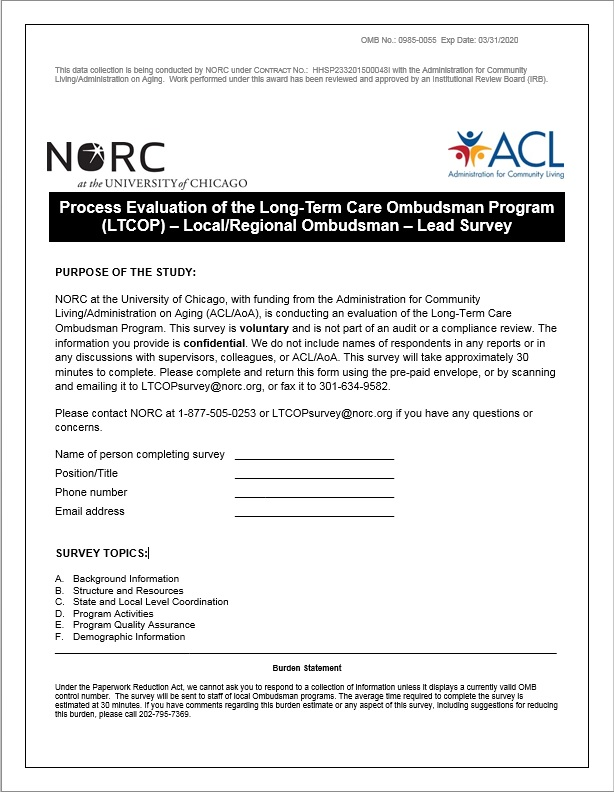 OMB No.: 0985-0055 Exp Date: 03/31/2020
This data collection is being conducted by NORC under CONTRACT NO.: HHSP233201500048I with the Administration for Community
Living/Administration on Aging. Work performed under this award has been reviewed and approved by an Institutional Review Board (IRB).
NORC
at the UNIVERSITY of CHICAGO
ACL
Administration for Community Living
Process Evaluation of the Long-Term Care Ombudsman Program
(LTCOP) – Local/Regional Ombudsman – Lead Survey
PURPOSE OF THE STUDY:
NORC at the University of Chicago, with funding from the Administration for Community
Living/Administration on Aging (ACL/AoA), is conducting an evaluation of the Long-Term Care
Ombudsman Program. This survey is voluntary and is not part of an audit or a compliance review. The
information you provide is confidential. We do not include names of respondents in any reports or in
any discussions with supervisors, colleagues, or ACL/AoA. This survey will take approximately 30
minutes to complete. Please complete and return this form using the pre-paid envelope, or by scanning
and emailing it to LTCOPsurvey@norc.org, or fax it to 301-634-9582.
Please contact NORC at 1-877-505-0253 or LTCOPsurvey@norc.org if you have any questions or
concerns.
Name of person completing survey
Position/Title
Phone number
Email address
SURVEY TOPICS:
A. Background Information
B. Structure and Resources
C. State and Local Level Coordination
D. Program Activities
E. Program Quality Assurance
F. Demographic Information
Burden Statement
Under the Paperwork Reduction Act, we cannot ask you to respond to a collection of information unless it displays a currently valid OMB
control number. The survey will be sent to staff of local Ombudsman programs. The average time required to complete the survey is
estimated at 30 minutes. If you have comments regarding this burden estimate or any aspect of this survey, including suggestions for reducing
this burden, please call 202-795-7369.